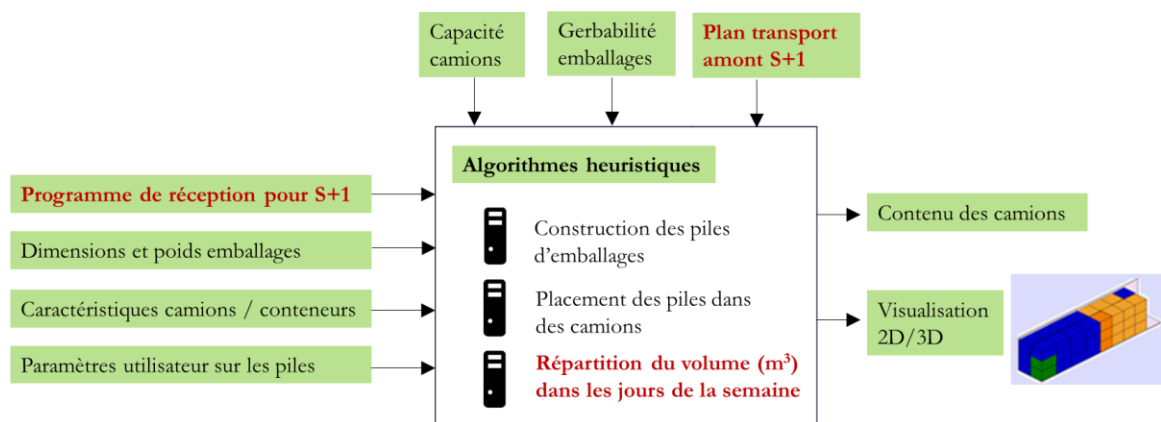 Capacité
camions
Gerbabilité
emballages
Plan transport
amont S+1
Programme de réception pour S+1
Dimensions et poids emballages
Caractéristiques camions / conteneurs
Paramètres utilisateur sur les piles
Algorithmes heuristiques
Construction des piles
d’emballages
Placement des piles dans
des camions
Répartition du volume (m³)
dans les jours de la semaine
Contenu des camions
Visualisation
2D/3D